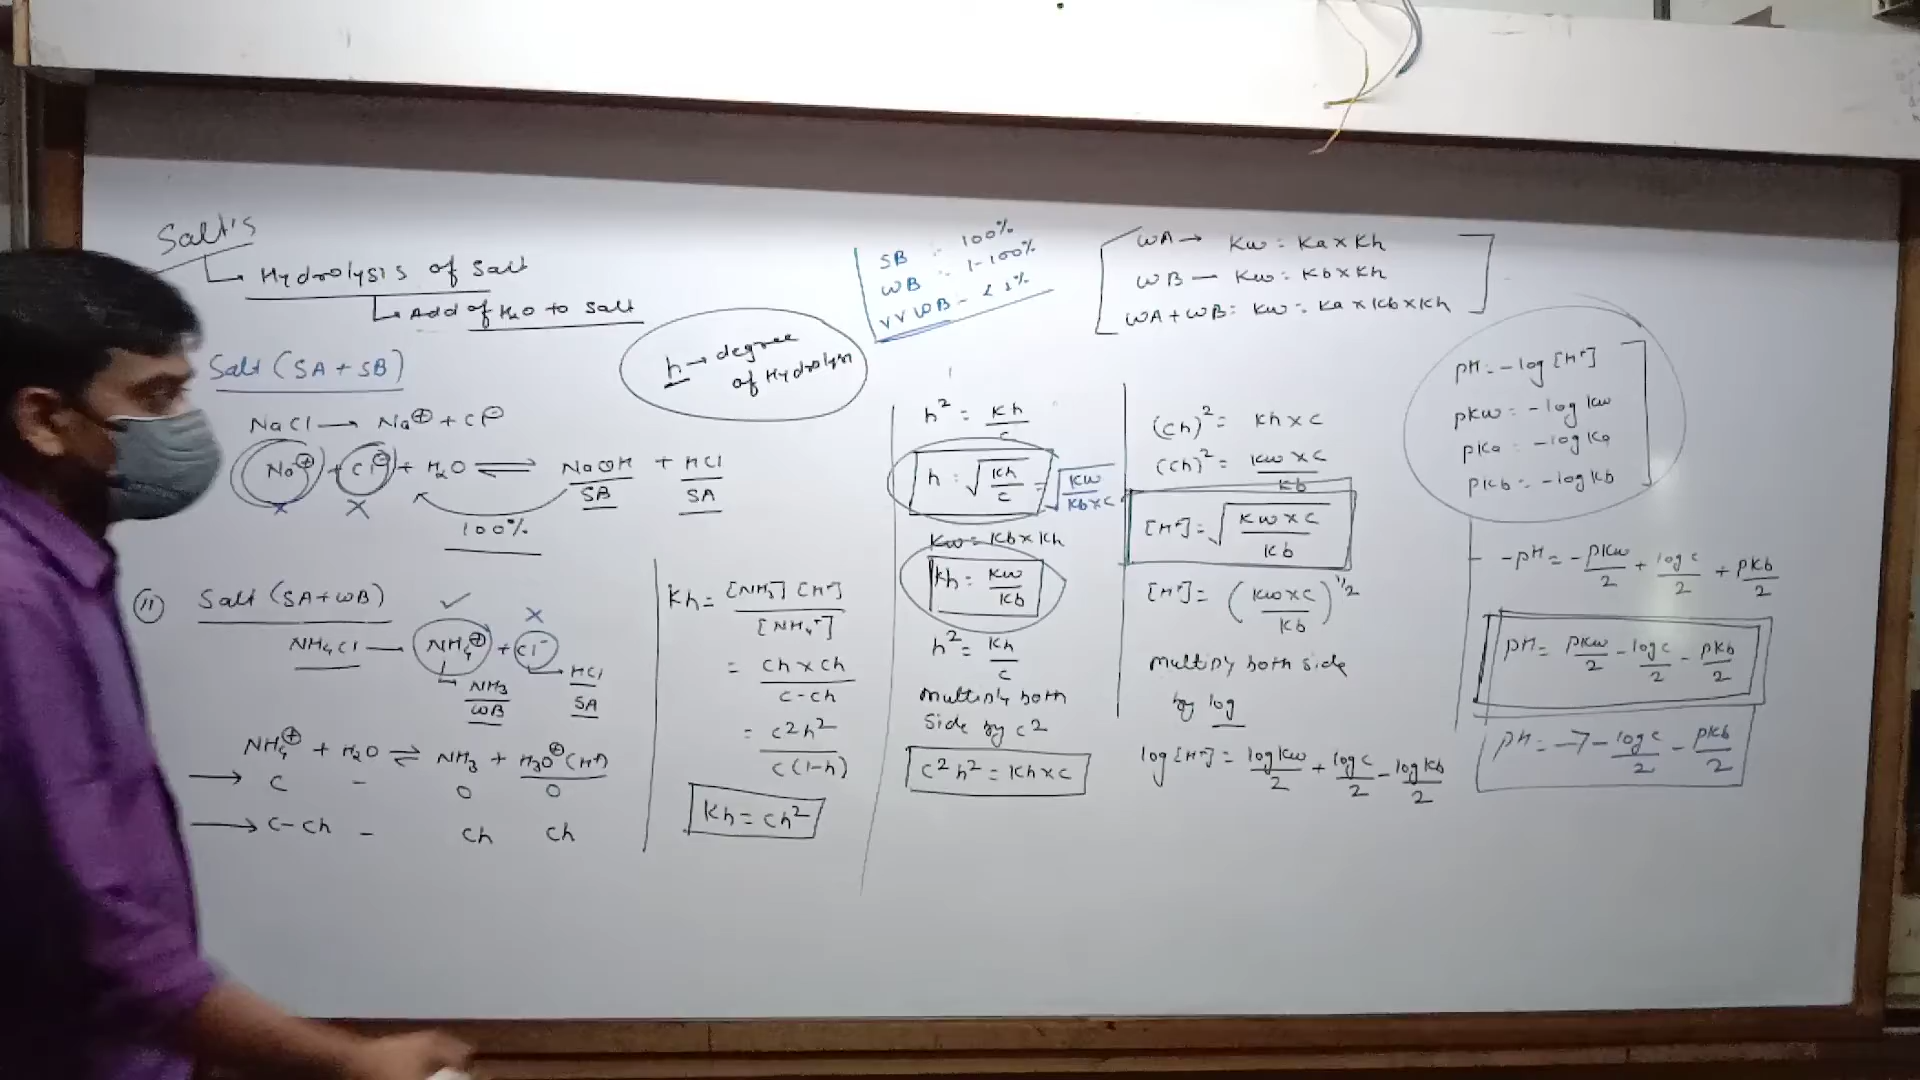 Salt's
Hydrolysis of salt
Add of H₂O to salt
Salt (SA + SB)
NaCl → Na⊕ + Cl⊖
Na⊕ + Cl⊖ + H₂O ⇌ NaOH + HCl
x x SB SA
100%
(ii) Salt (SA + WB)
✓ x
NH₄Cl — NH₄⊕ + Cl⁻
NH₃ HCl
WB SA
NH₄⊕ + H₂O ⇌ NH₃ + H₃O⊕ (H⁺)
→ C - 0 0
→ C-Ch - Ch Ch
h → degree
of Hydrolysn
SB : 100%
WB : 1-100%
VVWB - < 1%
WA → Kw = Ka x Kh
WB — Kw = Kb x Kh
WA + WB : Kw = Ka x Kb x Kh
Kh = [NH₃] [H⁺] / [NH₄⁺]
= Ch x Ch / C-Ch
= C²h² / C(1-h)
Kh = Ch²
h² = Kh / C
h = √(Kh / C) = √(Kw / Kb x C)
Kw = Kb x Kh
Kh = Kw / Kb
h² = Kh / C
multiply both
side by C2
C²h² = Kh x C
(Ch)² = Kh x C
(Ch)² = Kw x C / Kb
[H⁺] = √(Kw x C / Kb)
[H⁺] = (Kw x C / Kb)^1/2
multiply both side
by log
log [H⁺] = log Kw / 2 + log C / 2 - log Kb / 2
pH = -log [H⁺]
pKw = -log Kw
pKa = -log Ka
pKb = -log Kb
-pH = -pKw / 2 + log C / 2 + pKb / 2
pH = pKw / 2 - log C / 2 - pKb / 2
pH = -7 - log C / 2 - pKb / 2